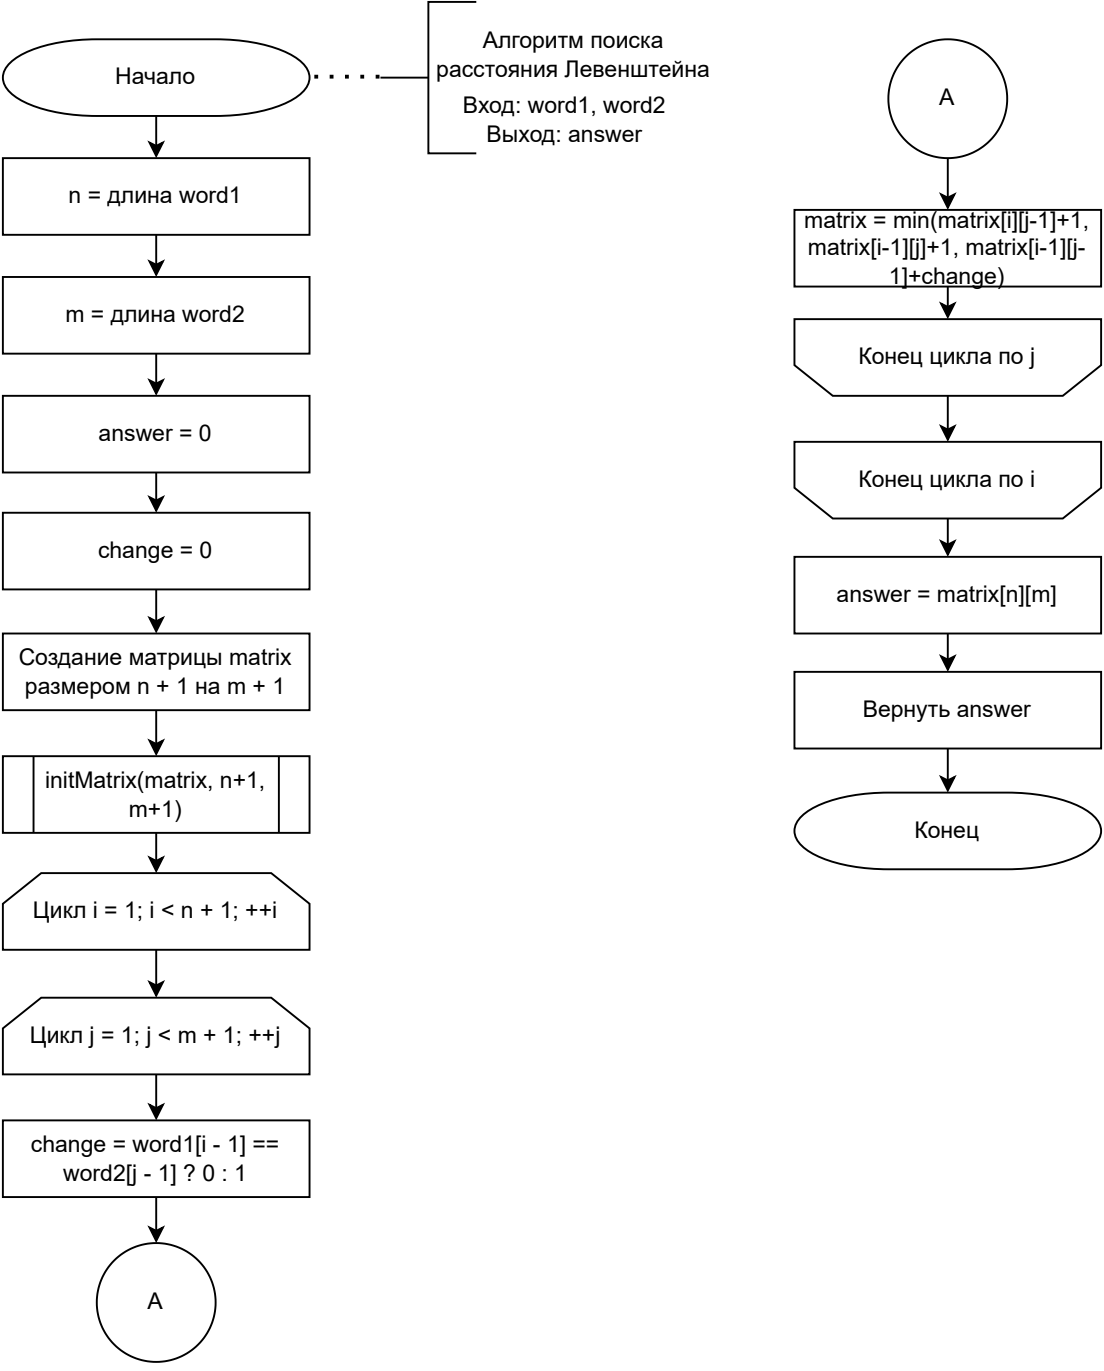 Начало
Алгоритм поиска
расстояния Левенштейна
Вход: word1, word2
Выход: answer
n = длина word1
m = длина word2
answer = 0
change = 0
Создание матрицы matrix
размером n + 1 на m + 1
initMatrix(matrix, n+1,
m+1)
Цикл i = 1; i < n + 1; ++i
Цикл j = 1; j < m + 1; ++j
change = word1[i - 1] ==
word2[j - 1] ? 0 : 1
A
A
matrix = min(matrix[i][j-1]+1,
matrix[i-1][j]+1, matrix[i-1][j-
1]+change)
Конец цикла по j
Конец цикла по i
answer = matrix[n][m]
Вернуть answer
Конец